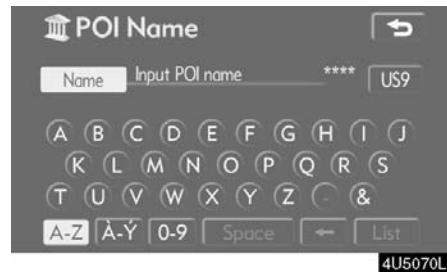 POI Name
Name Input POI name **** US9
A B C D E F G H I J
K L M N O P Q R S
T U V W X Y Z - &
A-Z À-Ý 0-9 Space ← List
4U5070L